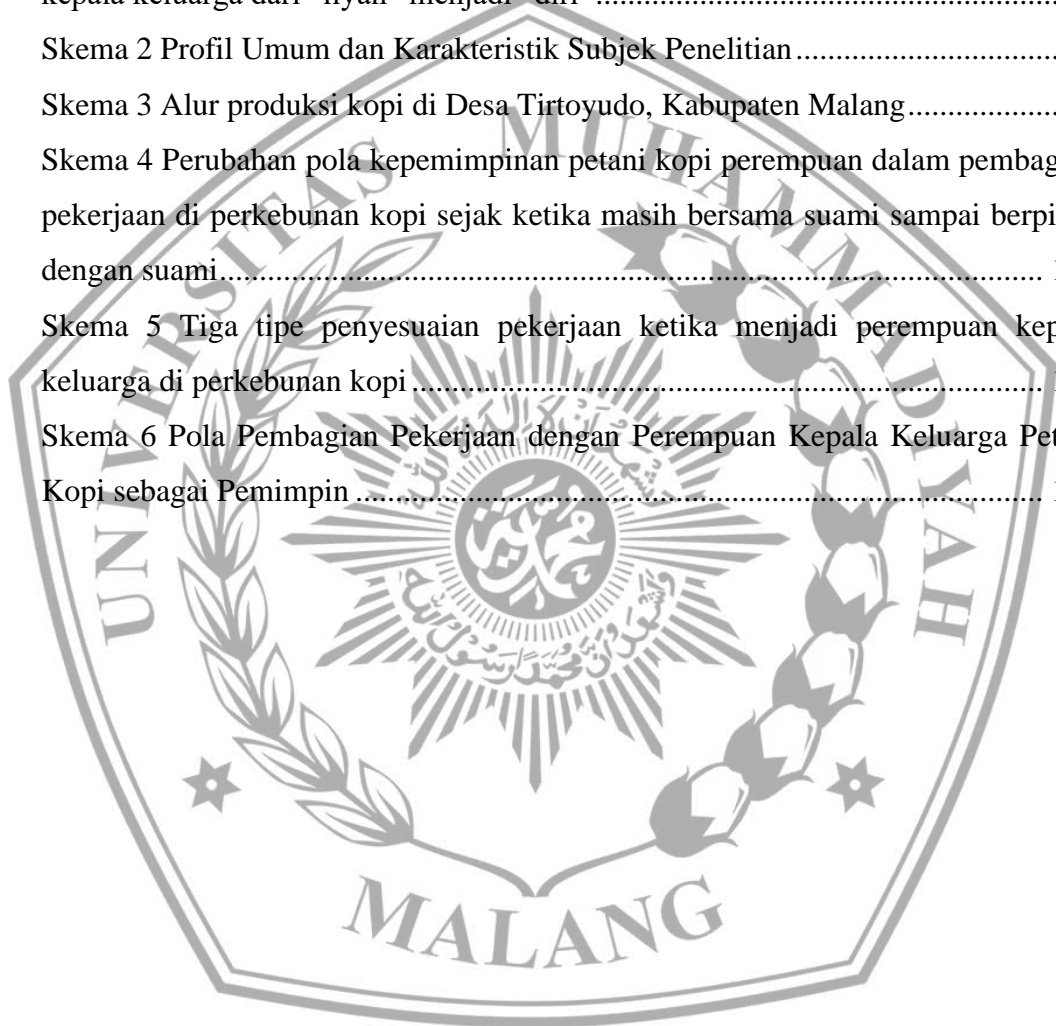 kepala keluarga dari menjadi diri ....................................................
Skema 2 Profil Umum dan Karakteristik Subjek Penelitian ..................................
Skema 3 Alur produksi kopi di Desa Tirtoyudo, Kabupaten Malang ...................
Skema 4 Perubahan pola kepemimpinan petani kopi perempuan dalam pembag
pekerjaan di perkebunan kopi sejak ketika masih bersama suami sampai berpi
dengan suami ....................................................................................................... 1
Skema 5 Tiga tipe penyesuaian pekerjaan ketika menjadi perempuan kep
keluarga di perkebunan kopi ............................................................................... 1
Skema 6 Pola Pembagian Pekerjaan dengan Perempuan Kepala Keluarga Pet
Kopi sebagai Pemimpin ...................................................................................... 1
UNIVERSITAS MUHAMMADIYAH
MALANG